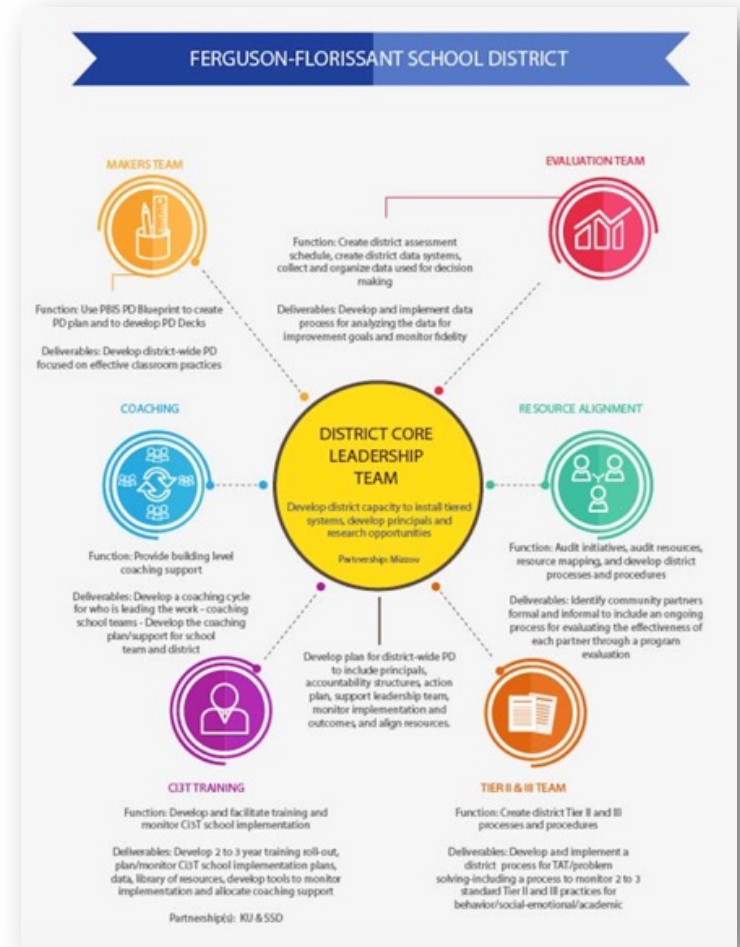 FERGUSON-FLORISSANT SCHOOL DISTRICT
MAKERS TEAM
Function: Use PBIS PD Blueprint to create
PD plan and to develop PD Decks
Deliverables: Develop district-wide PD
focused on effective classroom practices
EVALUATION TEAM
Function: Create district assessment
schedule, create district data systems,
collect and organize data used for decision
making
Deliverables: Develop and implement data
process for analyzing the data for
improvement goals and monitor fidelity
COACHING
Function: Provide building level
coaching support
Deliverables: Develop a coaching cycle
for who is leading the work - coaching
school teams - Develop the coaching
plan/support for school
team and district
DISTRICT CORE
LEADERSHIP
TEAM
Develop district capacity to install tiered
systems, develop principals and
research opportunities
Partnership: Mizzou
Develop plan for district-wide PD
to include principals,
accountability structures, action
plan, support leadership team,
monitor implementation and
outcomes, and align resources.
RESOURCE ALIGNMENT
Function: Audit initiatives, audit resources,
resource mapping, and develop district
processes and procedures
Deliverables: Identify community partners
formal and informal to include an ongoing
process for evaluating the effectiveness of
each partner through a program
evaluation
CI3T TRAINING
Function: Develop and facilitate training and
monitor Ci3T school implementation
Deliverables: Develop 2 to 3 year training roll-out,
plan/monitor Ci3T school implementation plans,
data, library of resources, develop tools to monitor
implementation and allocate coaching support
Partnership(s): KU & SSD
TIER II & III TEAM
Function: Create district Tier II and III
processes and procedures
Deliverables: Develop and implement a
district process for TAT/problem
solving-including a process to monitor 2 to 3
standard Tier II and III practices for
behavior/social-emotional/academic